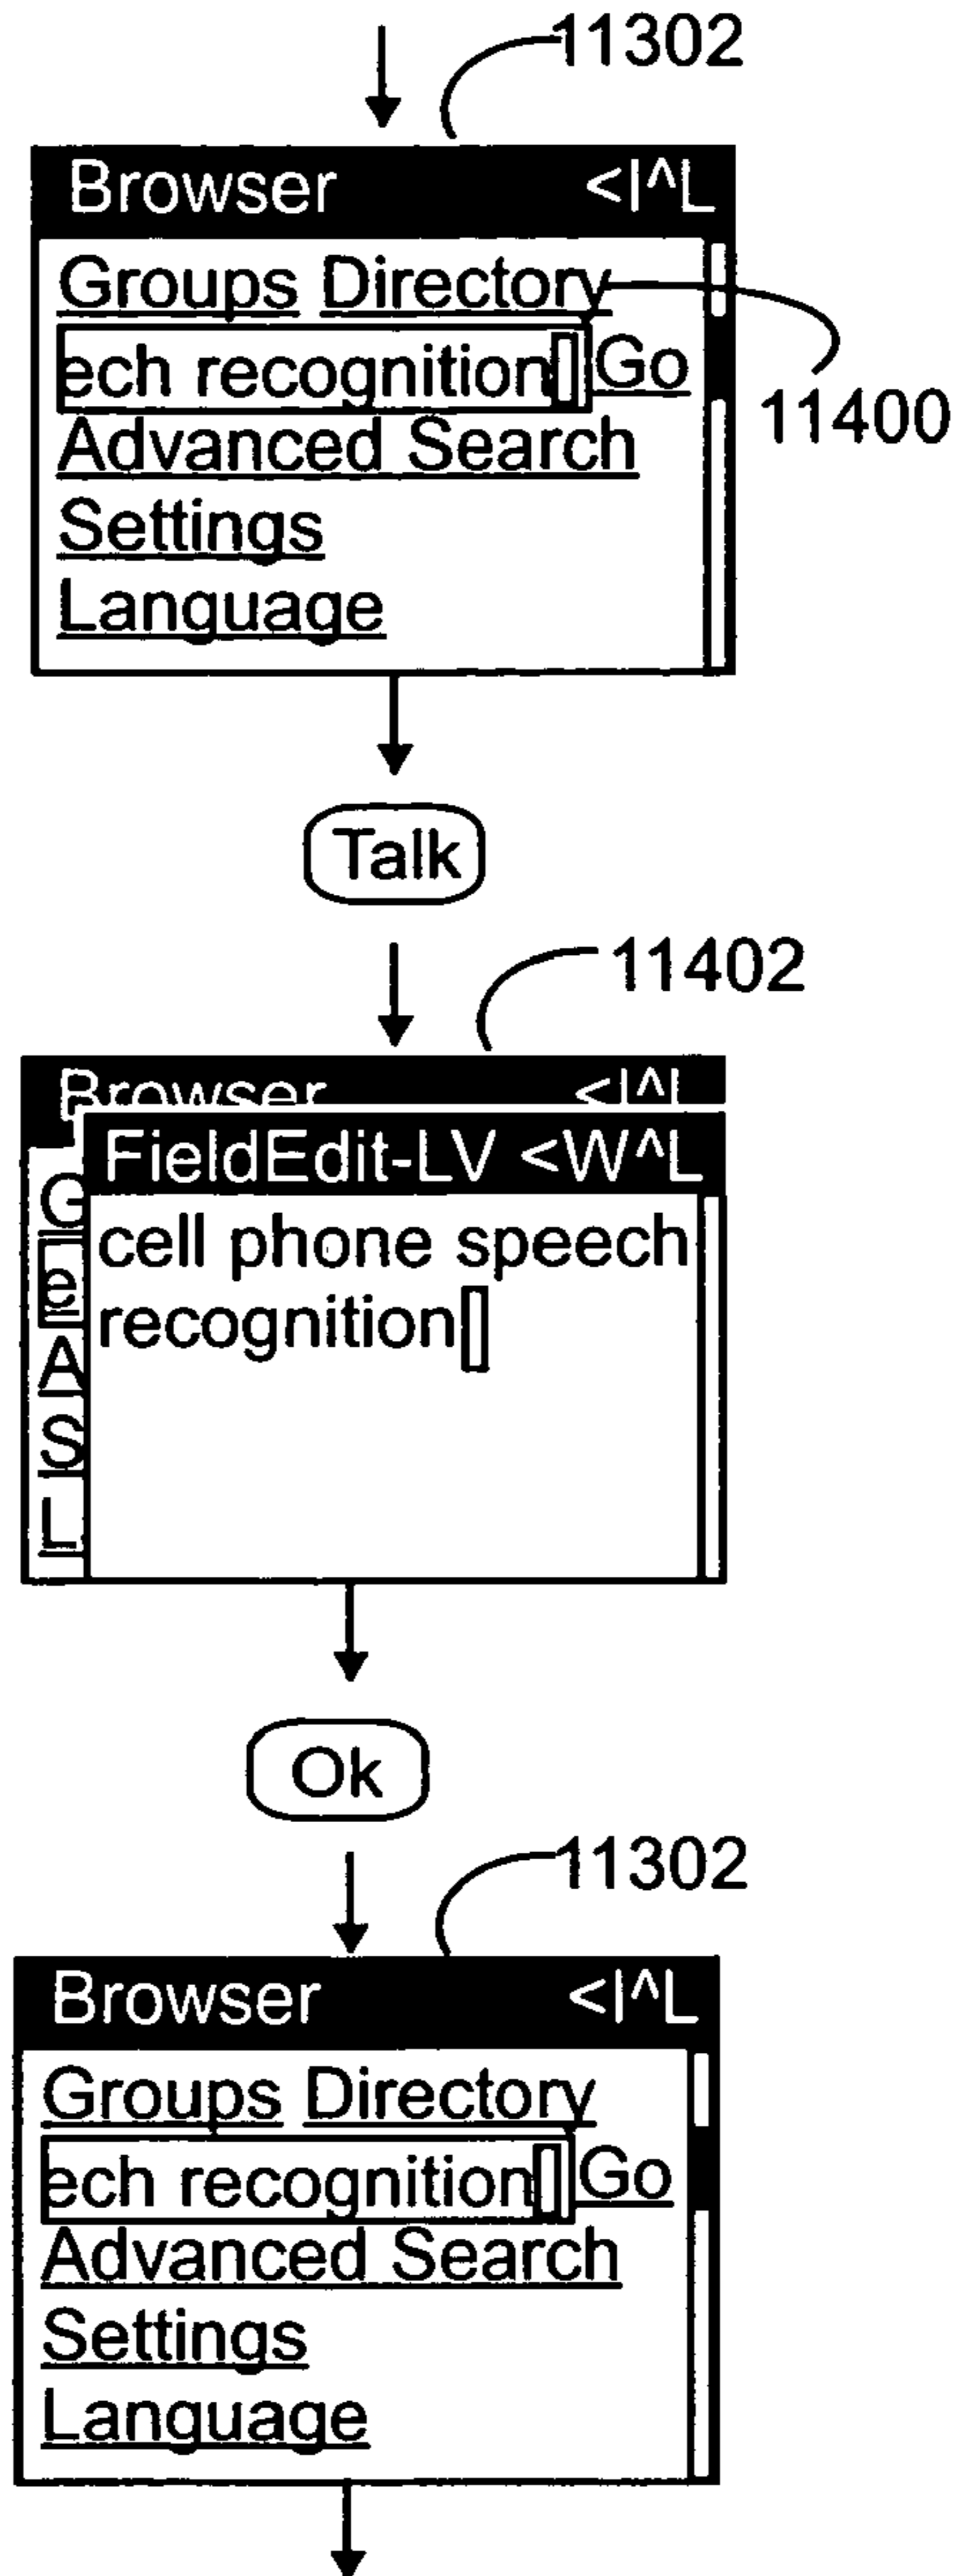 11302
Browser <I^L
Groups Directory
ech recognition Go
11400
Advanced Search
Settings
Language
Talk
11402
Browser <I^L
FieldEdit-LV <W^L
G
e
cell phone speech
recognition
A
S
L
Ok
11302
Browser <I^L
Groups Directory
ech recognition Go
Advanced Search
Settings
Language